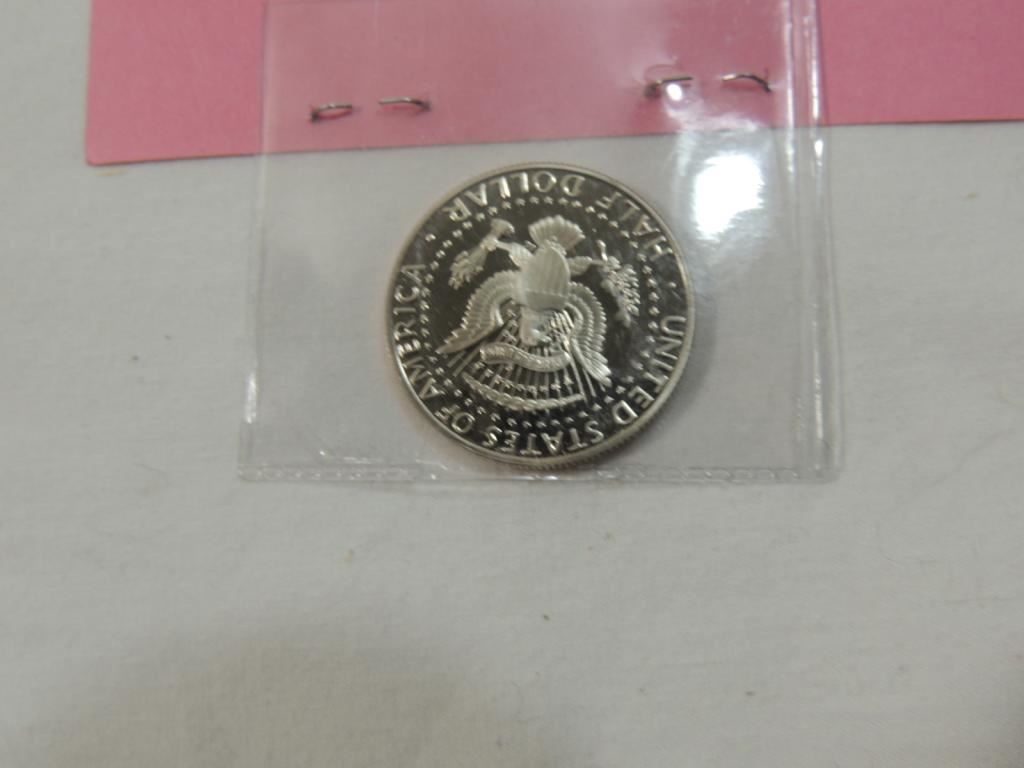 UNITED STATES OF AMERICA
HALF DOLLAR